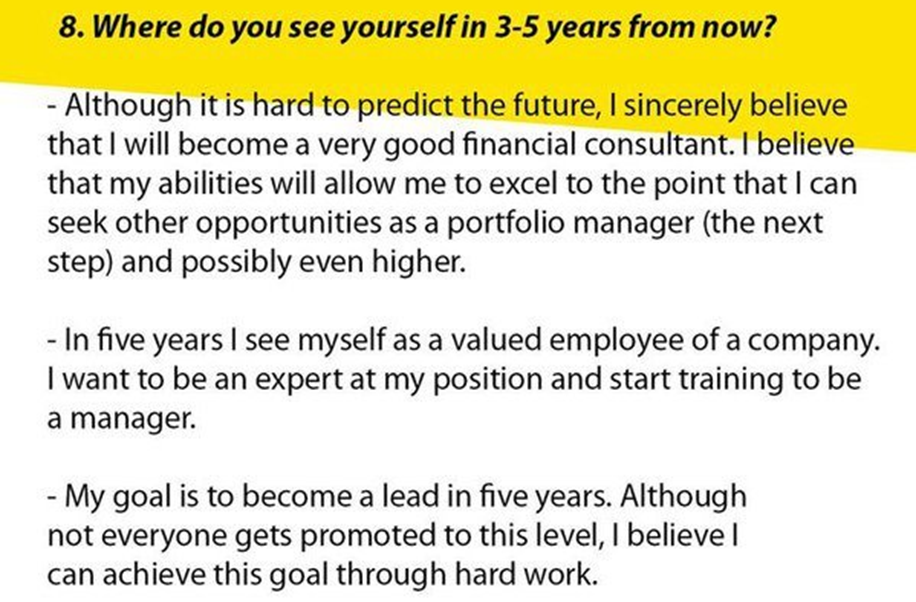 8. Where do you see yourself in 3-5 years from now?
- Although it is hard to predict the future, I sincerely believe
that I will become a very good financial consultant. I believe
that my abilities will allow me to excel to the point that I can
seek other opportunities as a portfolio manager (the next
step) and possibly even higher.
- In five years I see myself as a valued employee of a company.
I want to be an expert at my position and start training to be
a manager.
- My goal is to become a lead in five years. Although
not everyone gets promoted to this level, I believe I
can achieve this goal through hard work.